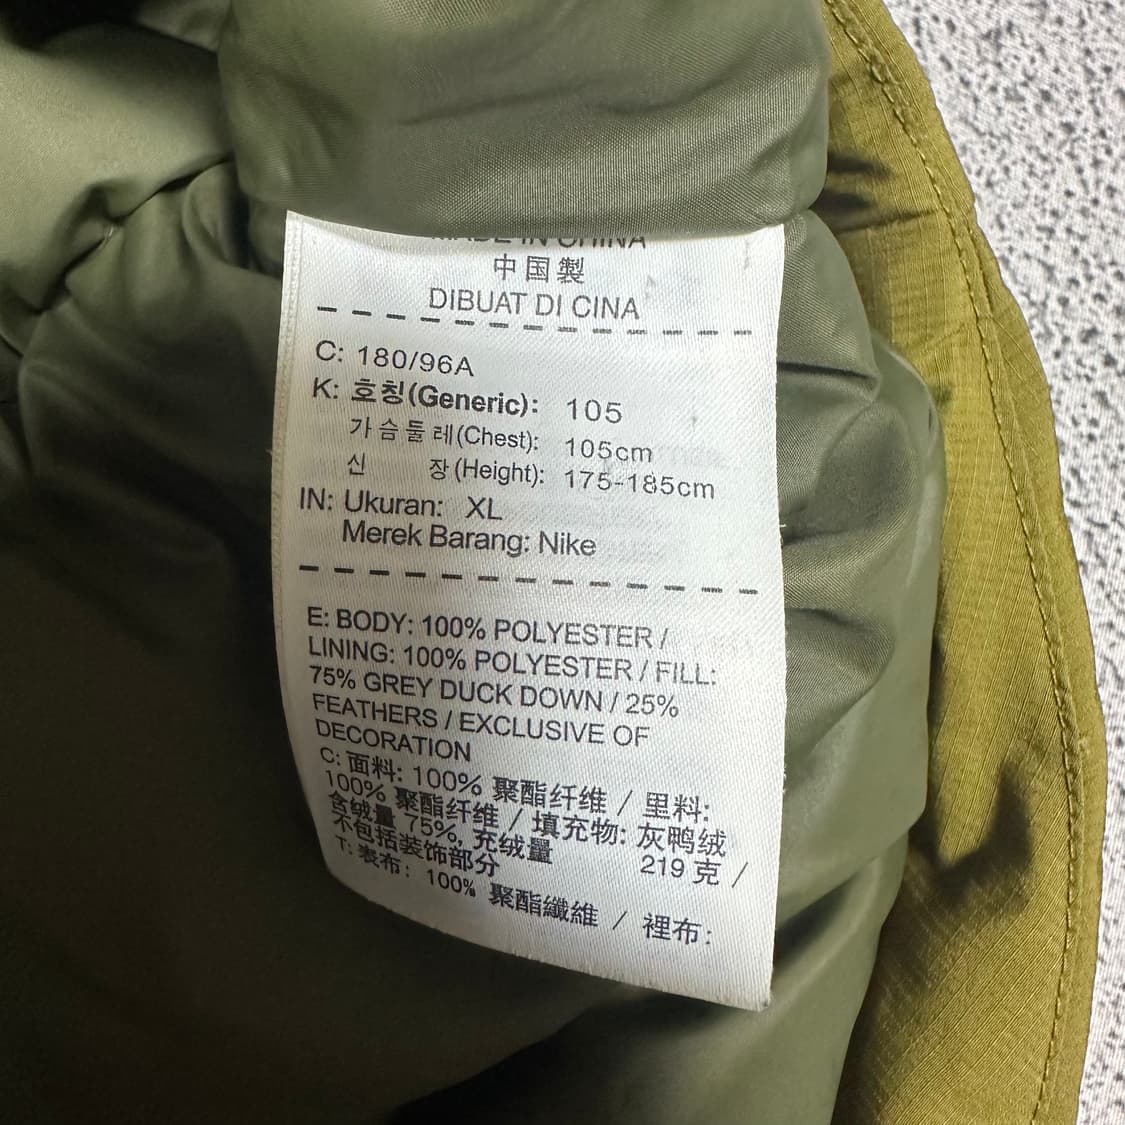 MADE IN CHINA
中国製
DIBUAT DI CINA
C: 180/96A
K: 호칭(Generic): 105
가슴둘레(Chest): 105cm
신 장(Height): 175-185cm
IN: Ukuran: XL
Merek Barang: Nike
E: BODY: 100% POLYESTER /
LINING: 100% POLYESTER / FILL:
75% GREY DUCK DOWN / 25%
FEATHERS / EXCLUSIVE OF
DECORATION
C: 面料: 100% 聚酯纤维 / 里料:
100% 聚酯纤维 / 填充物: 灰鸭绒
含绒量 75%, 充绒量 219 克 /
不包括装饰部分
T: 表布: 100% 聚酯纖維 / 裡布: